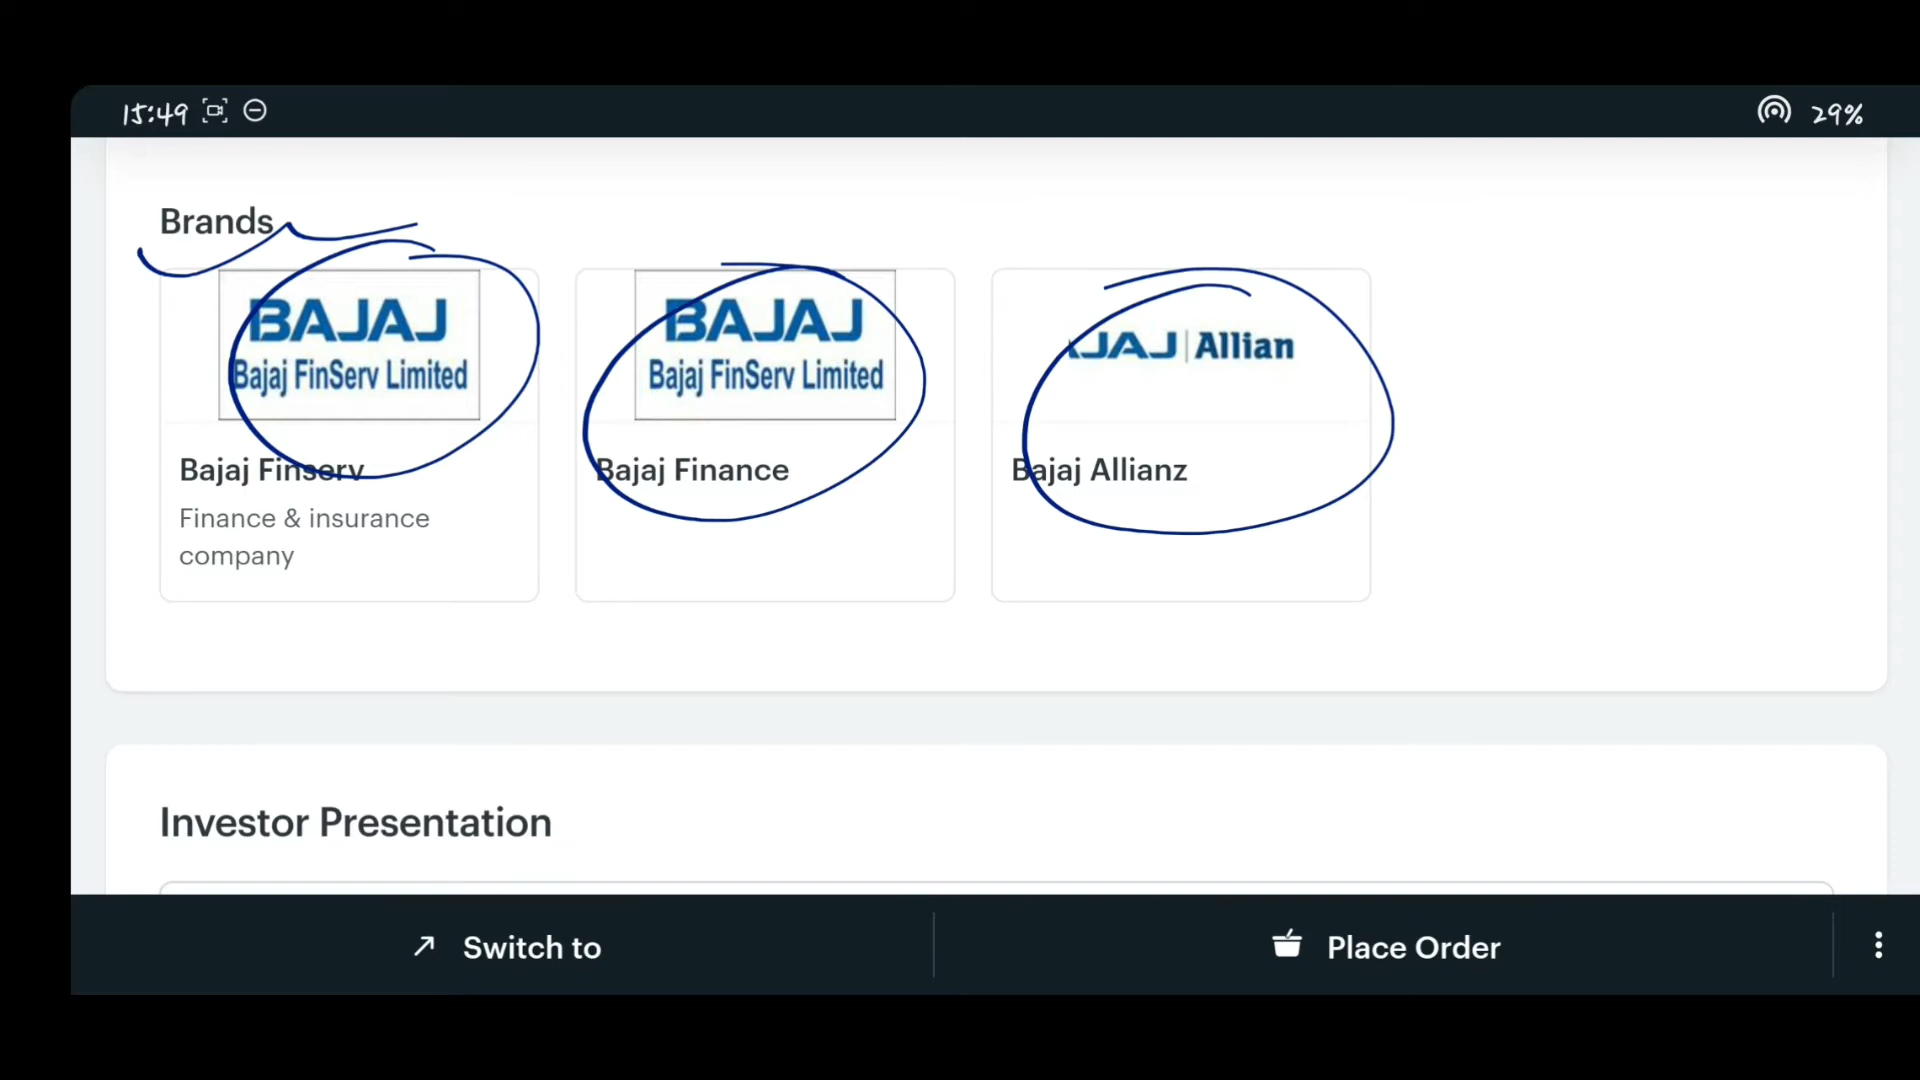 15:49
29%
Brands
BAJAJ
Bajaj FinServ Limited
BAJAJ
Bajaj FinServ Limited
AJAJ | Allian
Bajaj Finserv
Bajaj Finance
Bajaj Allianz
Finance & insurance
company
Investor Presentation
Switch to
Place Order